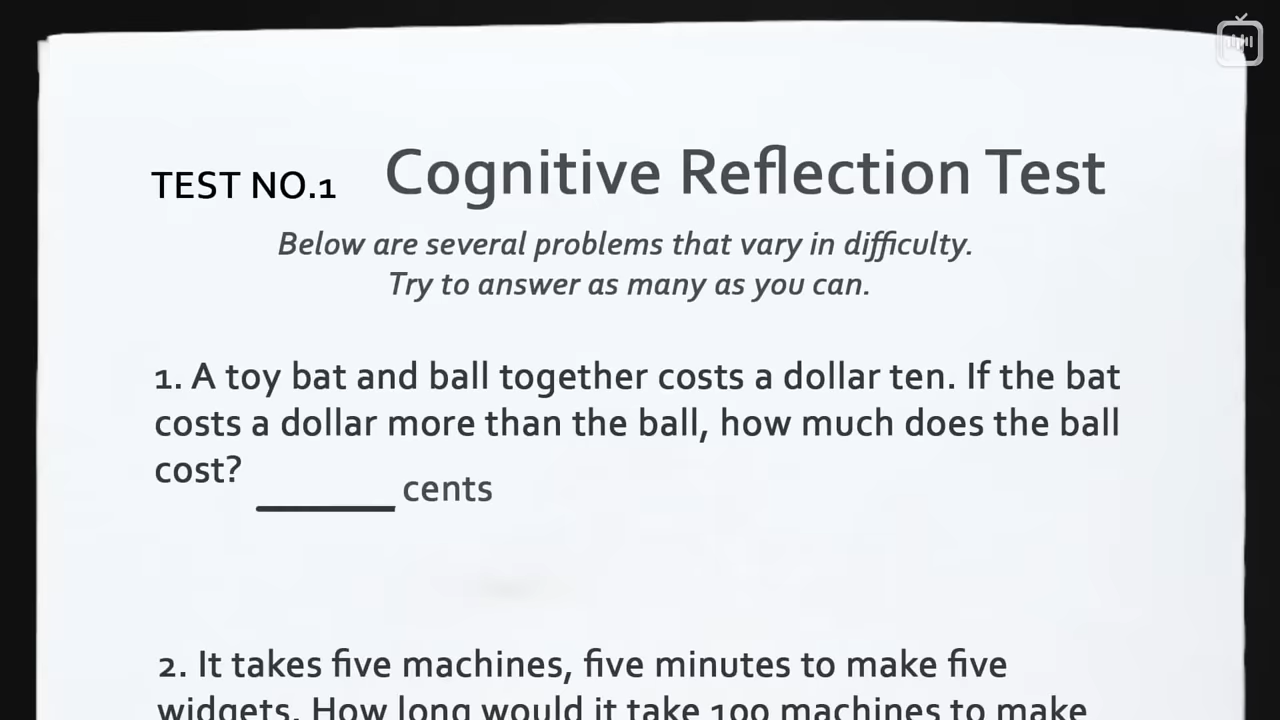 TEST NO.1 Cognitive Reflection Test
Below are several problems that vary in difficulty.
Try to answer as many as you can.
1. A toy bat and ball together costs a dollar ten. If the bat
costs a dollar more than the ball, how much does the ball
cost? ______ cents
2. It takes five machines, five minutes to make five
widgets. How long would it take 100 machines to make